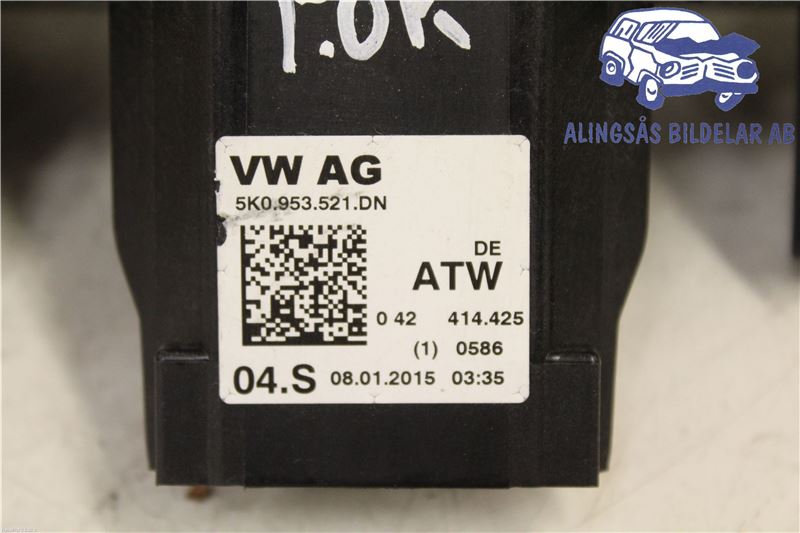 P.OK.
ALINGSÅS BILDELAR AB
VW AG
5K0.953.521.DN
DE
ATW
0 42 414.425
(1) 0586
04.S 08.01.2015 03:35